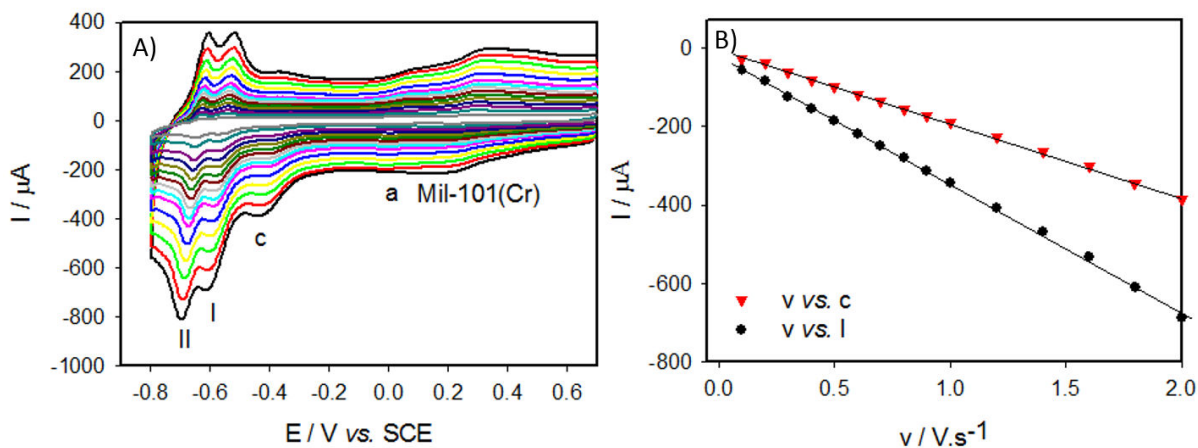 A)
400
200
0
-200
-400
-600
-800
-1000
I / µA
a Mil-101(Cr)
c
I
II
-0.8 -0.6 -0.4 -0.2 0.0 0.2 0.4 0.6
E / V vs. SCE
B)
0
-200
-400
-600
-800
I / µA
v vs. c
v vs. I
0.0 0.5 1.0 1.5 2.0
v / V.s-1